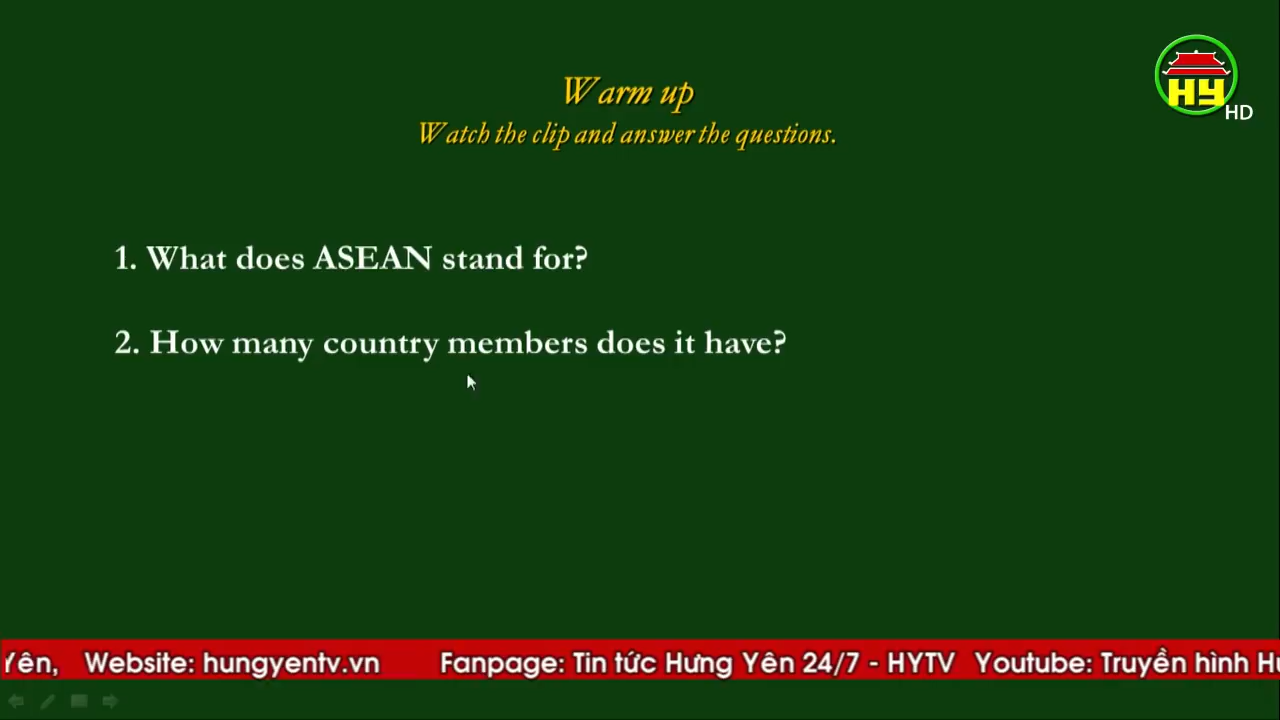 HY
HD
Warm up
Watch the clip and answer the questions.
1. What does ASEAN stand for?
2. How many country members does it have?
Yên, Website: hungyentv.vn Fanpage: Tin tức Hưng Yên 24/7 - HYTV Youtube: Truyền hình